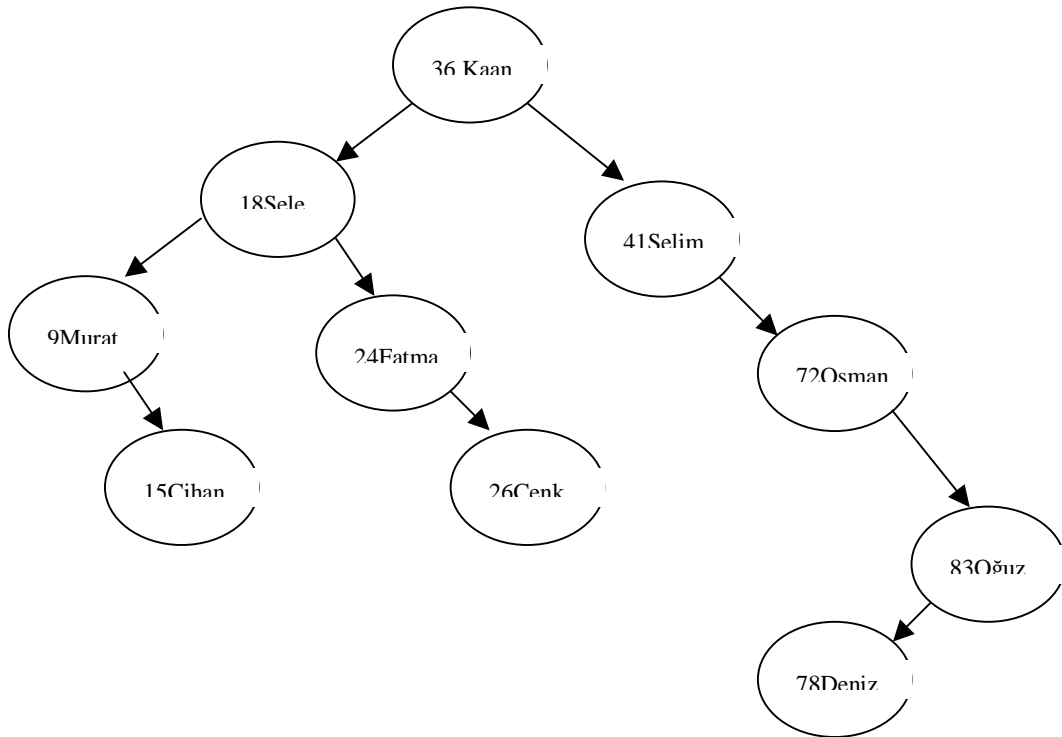 36 Kaan
18Sele
41Selim
9Murat
24Fatma
72Osman
15Cihan
26Cenk
83Oğuz
78Deniz